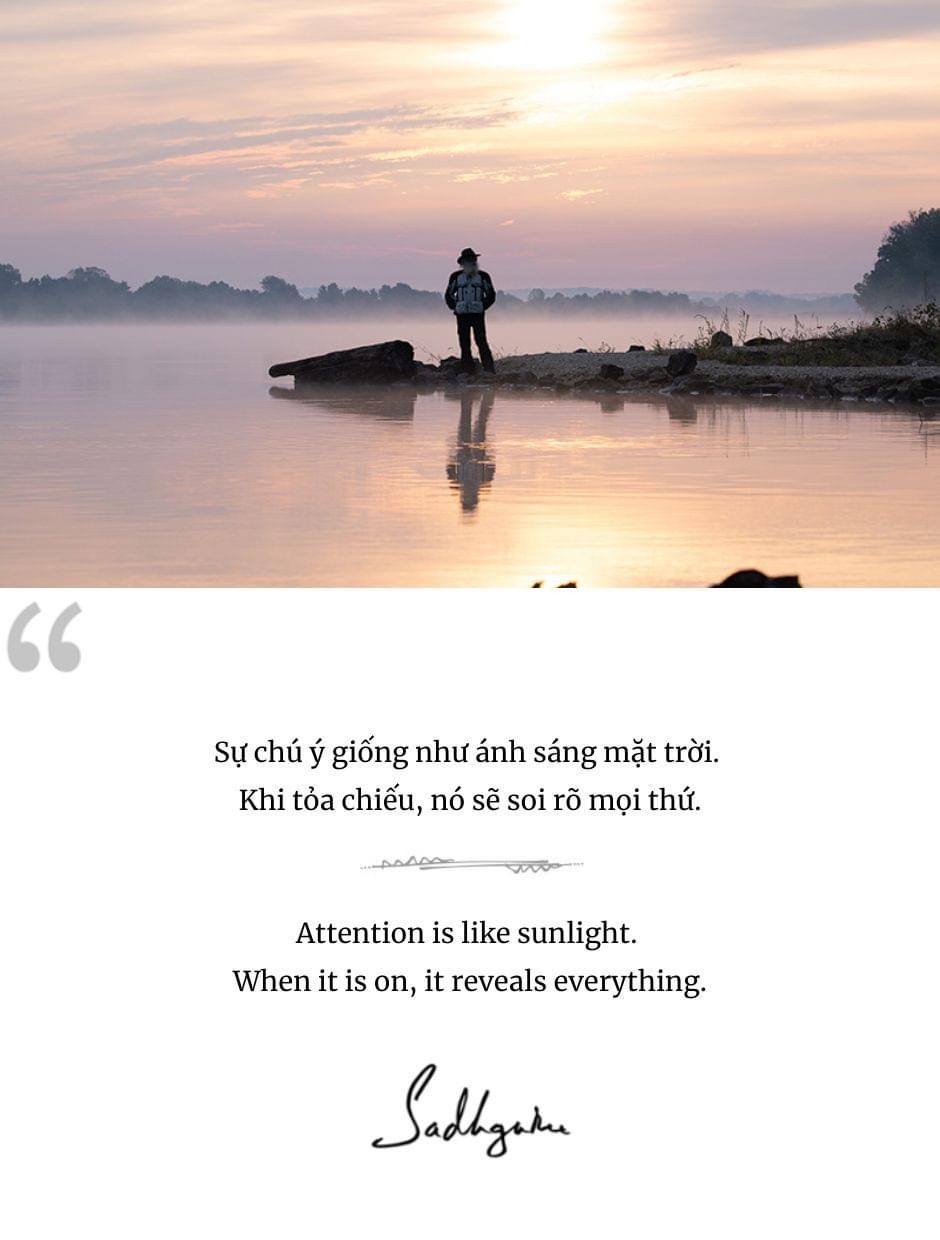 “
Sự chú ý giống như ánh sáng mặt trời.
Khi tỏa chiếu, nó sẽ soi rõ mọi thứ.
Attention is like sunlight.
When it is on, it reveals everything.
Sadhguru